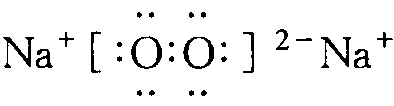 Na⁺ [ :O:O: ] ²⁻ Na⁺